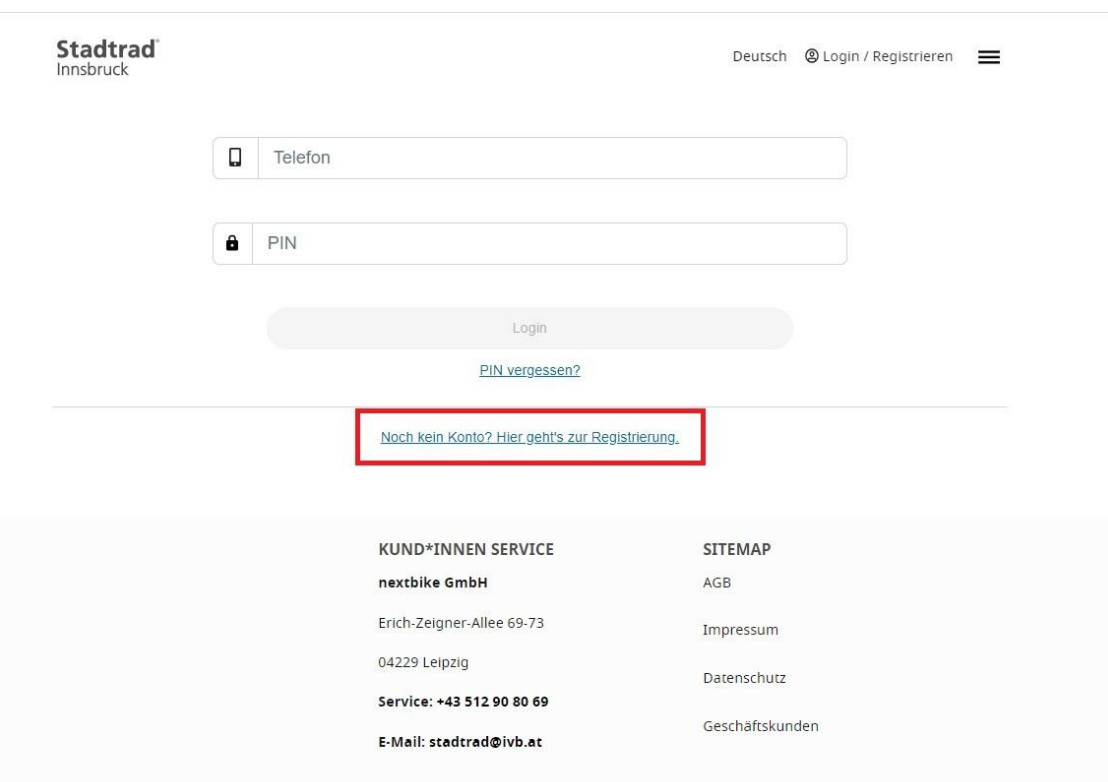 Stadtrad®
Innsbruck
Deutsch Login / Registrieren
Telefon
PIN
Login
PIN vergessen?
Noch kein Konto? Hier geht's zur Registrierung.
KUND*INNEN SERVICE
nextbike GmbH
Erich-Zeigner-Allee 69-73
04229 Leipzig
Service: +43 512 90 80 69
E-Mail: stadtrad@ivb.at
SITEMAP
AGB
Impressum
Datenschutz
Geschäftskunden